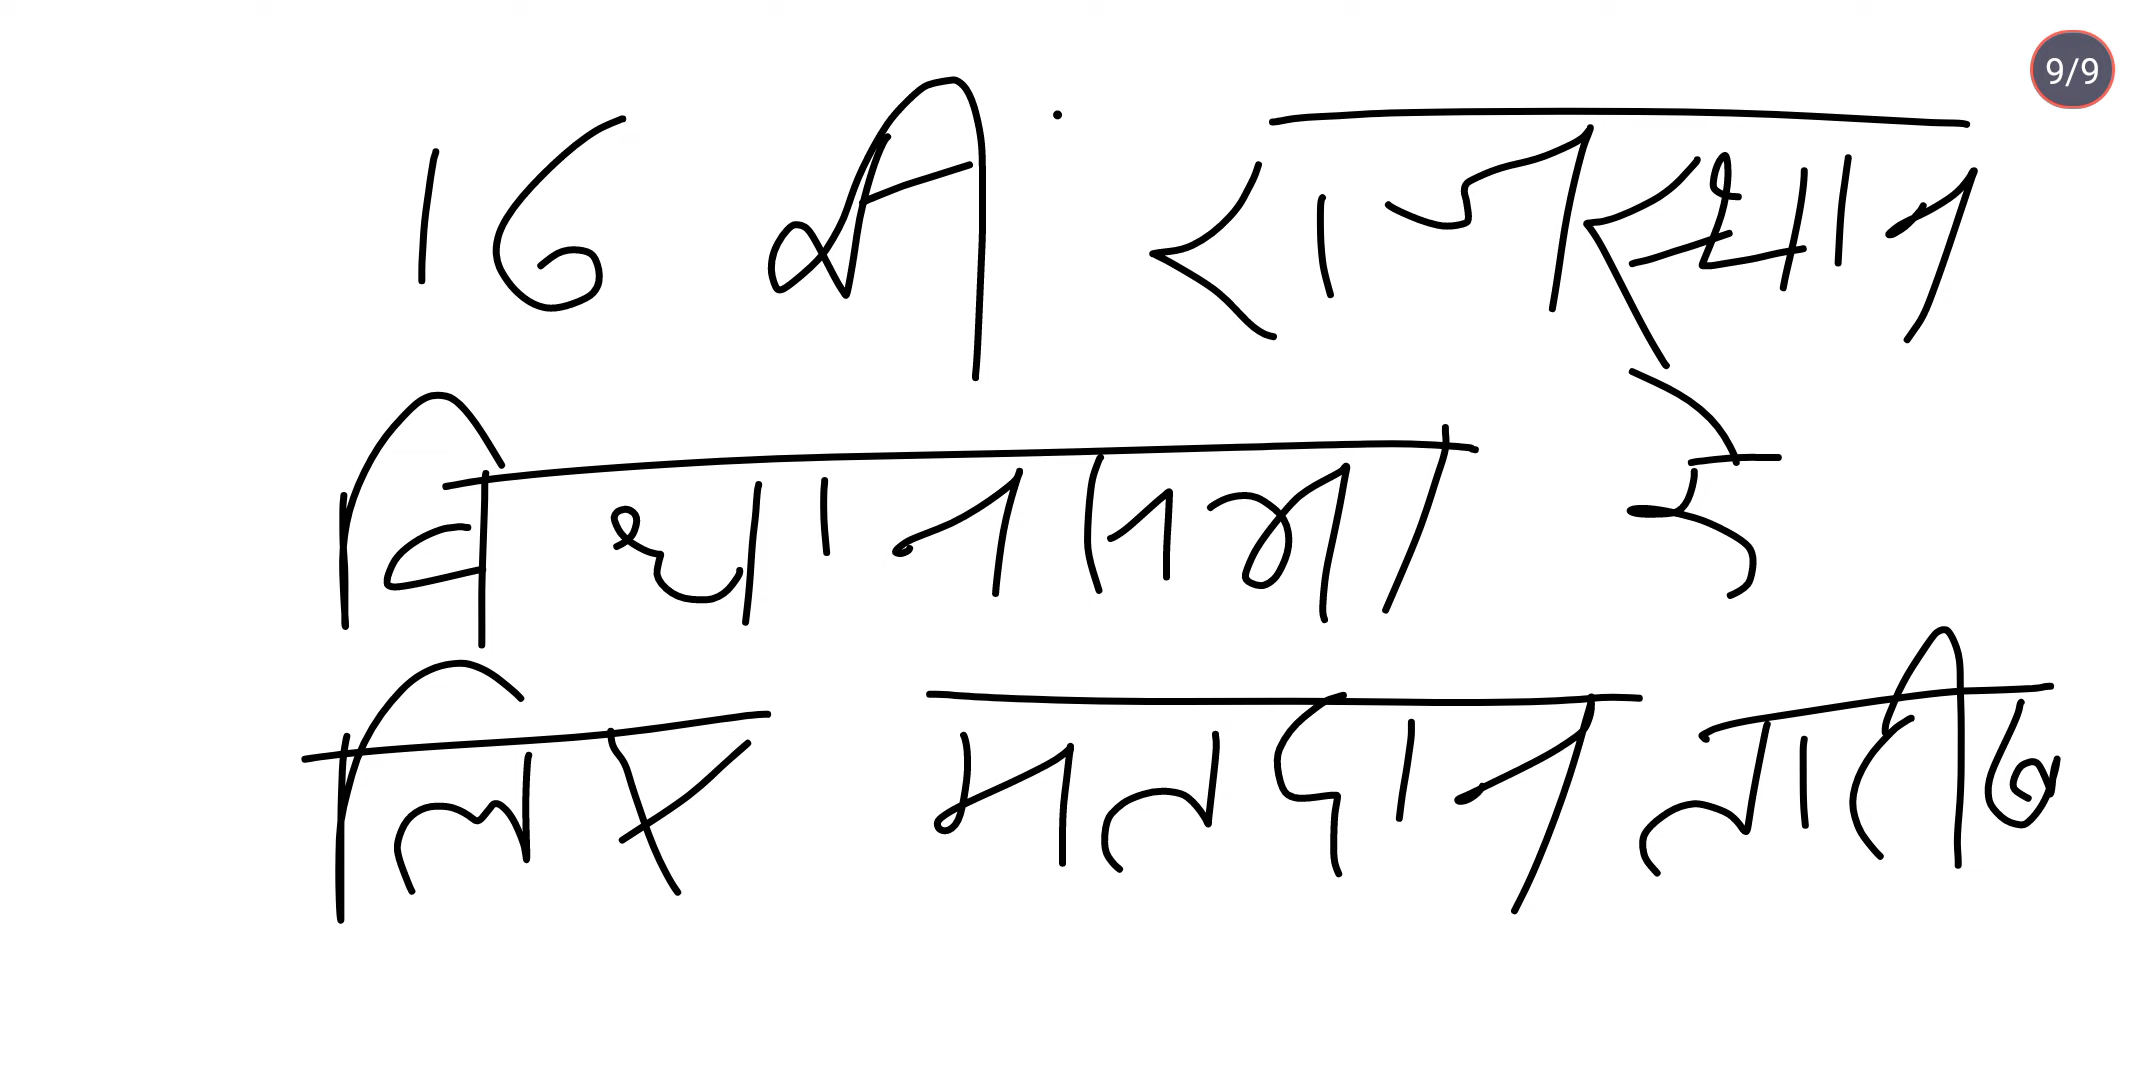 9/9
16 वीं राजस्थान
विधानसभा के
लिए मतदान तारीख